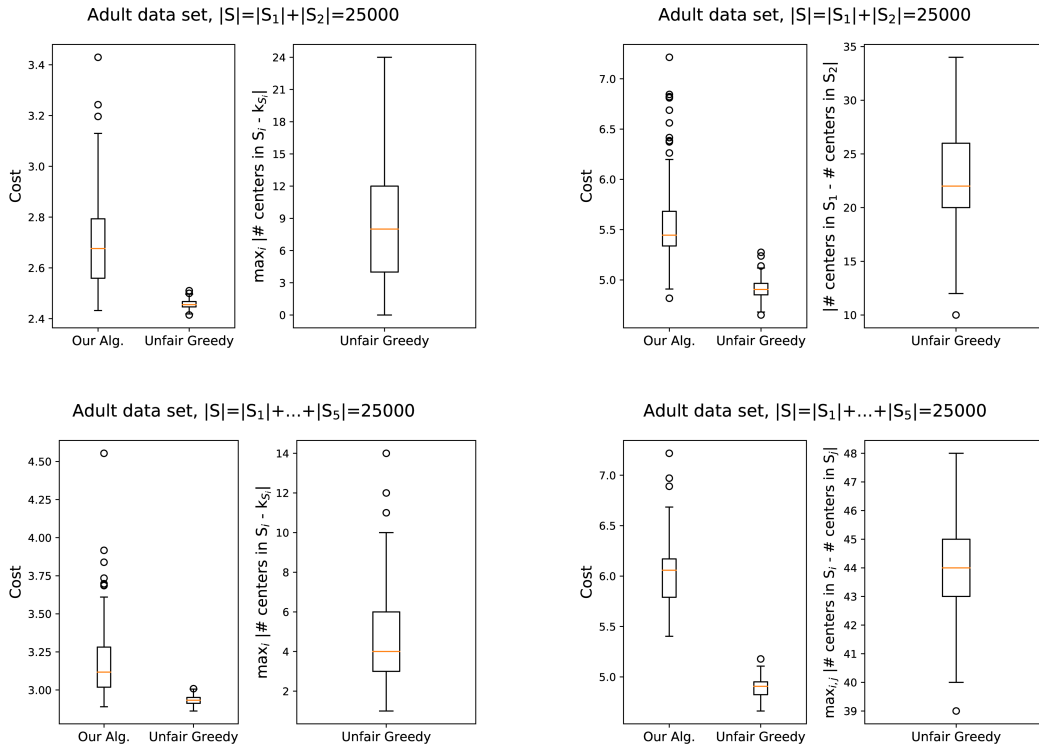 Adult data set, |S|=|S₁|+|S₂|=25000
Cost
3.4
3.2
3.0
2.8
2.6
2.4
Our Alg. Unfair Greedy
maxᵢ |# centers in Sᵢ - k_Sᵢ|
24
21
18
15
12
9
6
3
0
Unfair Greedy
Adult data set, |S|=|S₁|+|S₂|=25000
Cost
7.0
6.5
6.0
5.5
5.0
Our Alg. Unfair Greedy
|# centers in S₁ - # centers in S₂|
35
30
25
20
15
10
Unfair Greedy
Adult data set, |S|=|S₁|+...+|S₅|=25000
Cost
4.50
4.25
4.00
3.75
3.50
3.25
3.00
Our Alg. Unfair Greedy
maxᵢ |# centers in Sᵢ - k_Sᵢ|
14
12
10
8
6
4
2
Unfair Greedy
Adult data set, |S|=|S₁|+...+|S₅|=25000
Cost
7.0
6.5
6.0
5.5
5.0
Our Alg. Unfair Greedy
maxᵢ,ⱼ |# centers in Sᵢ - # centers in Sⱼ|
48
47
46
45
44
43
42
41
40
39
Unfair Greedy